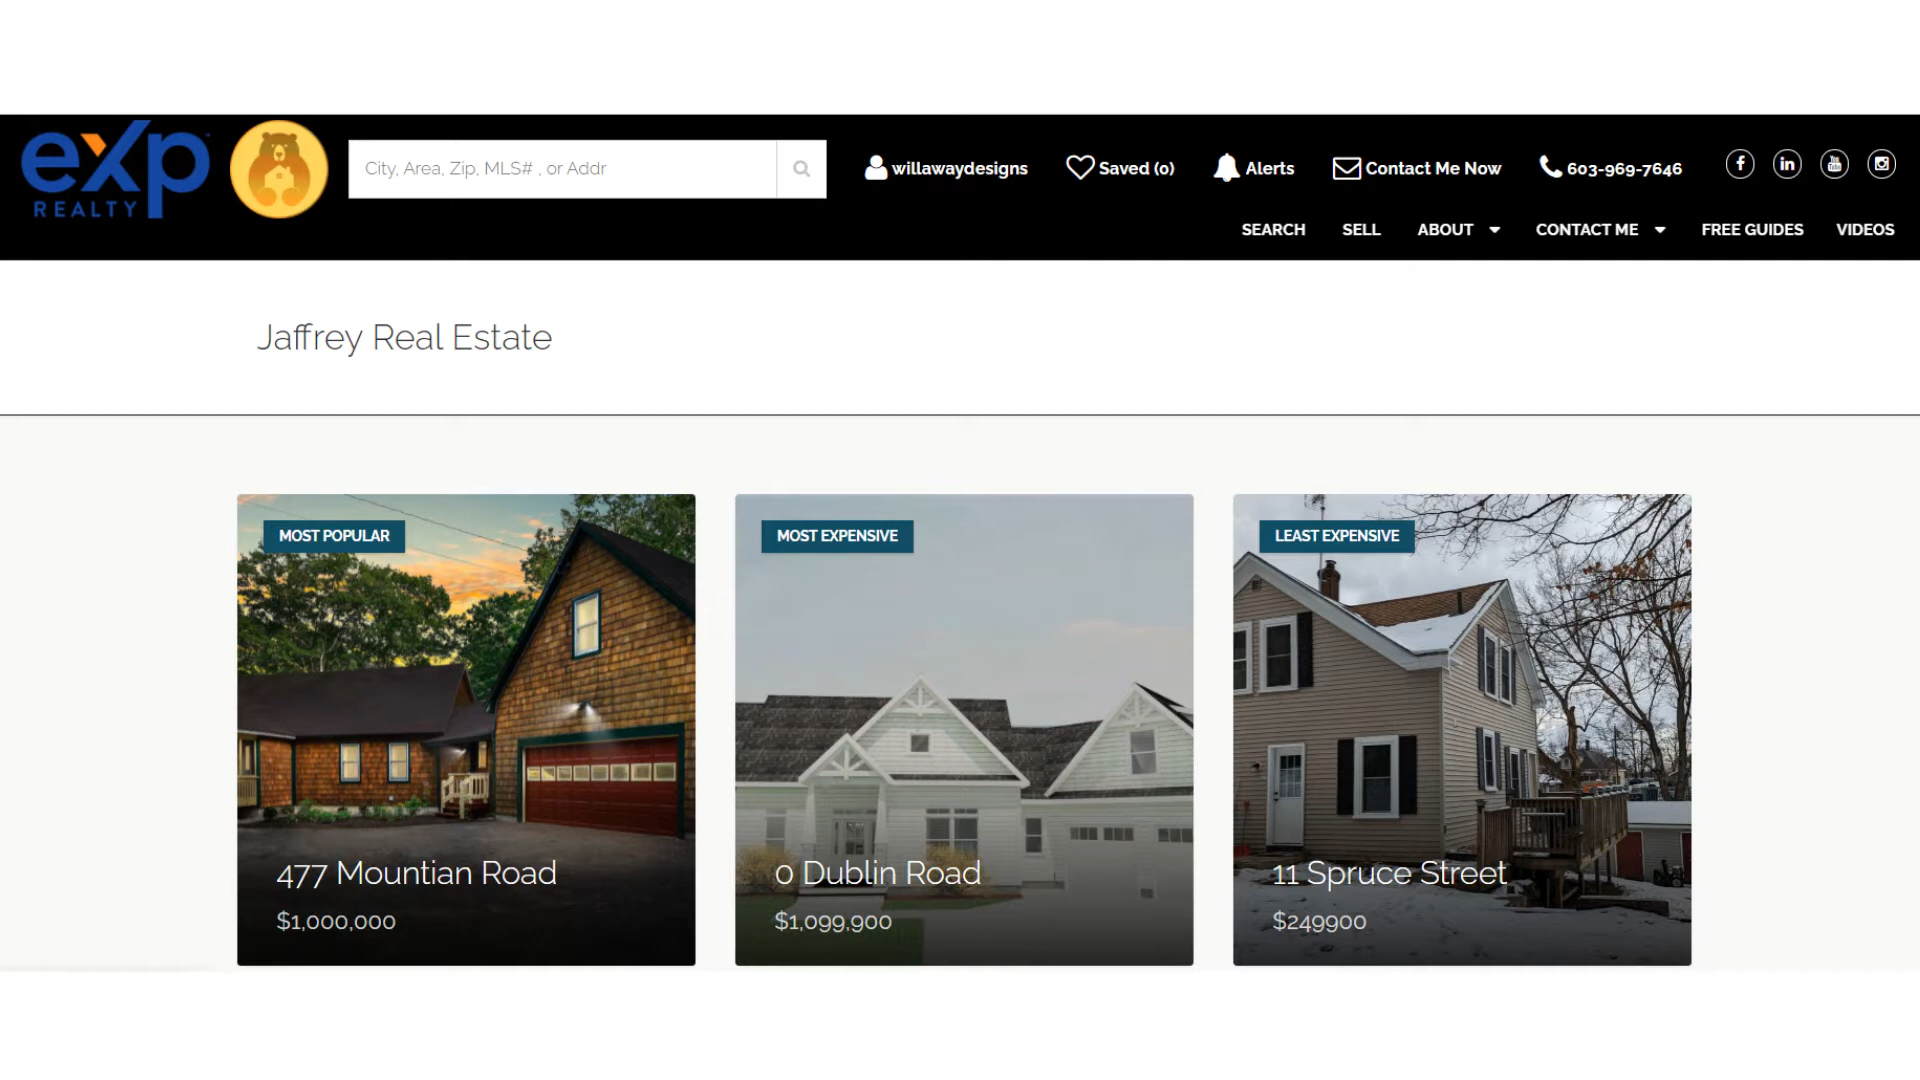 eXp
REALTY
City, Area, Zip, MLS# , or Addr
willawaydesigns
Saved (0)
Alerts
Contact Me Now
603-969-7646
SEARCH
SELL
ABOUT
CONTACT ME
FREE GUIDES
VIDEOS
Jaffrey Real Estate
MOST POPULAR
477 Mountian Road
$1,000,000
MOST EXPENSIVE
0 Dublin Road
$1,099,900
LEAST EXPENSIVE
11 Spruce Street
$249900